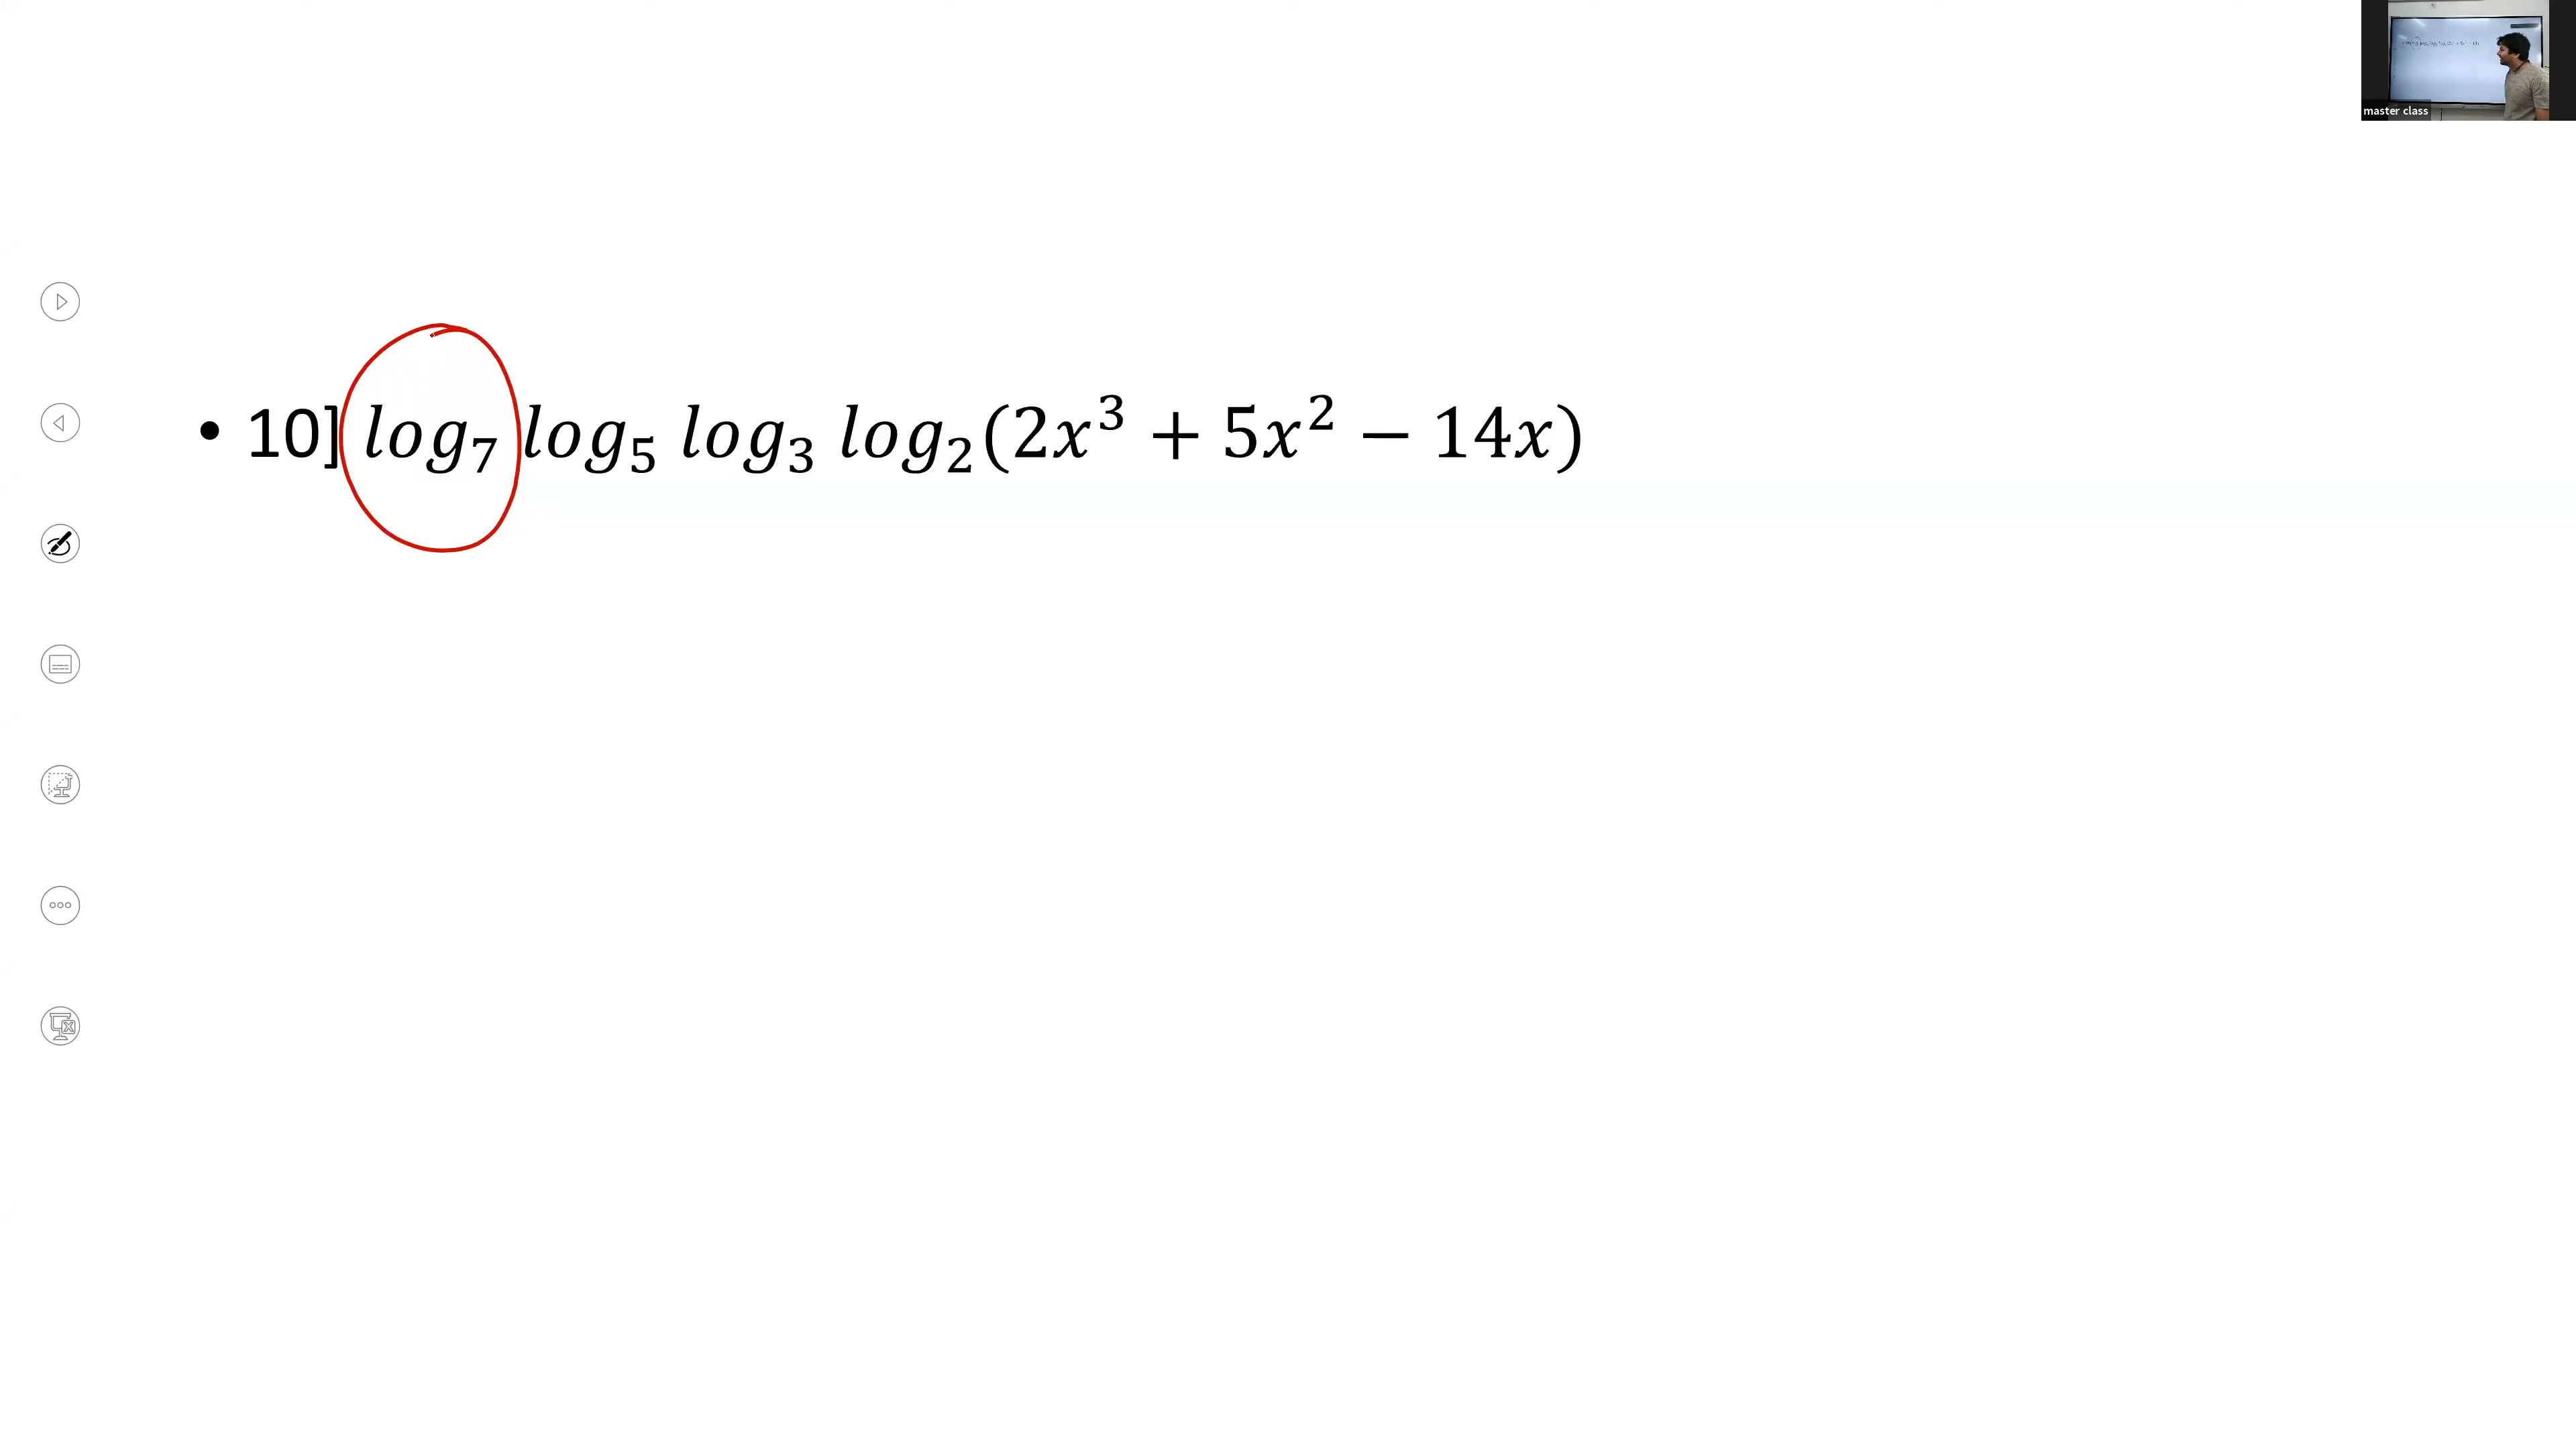 master class
• 10] log₇ log₅ log₃ log₂(2x³ + 5x² − 14x)